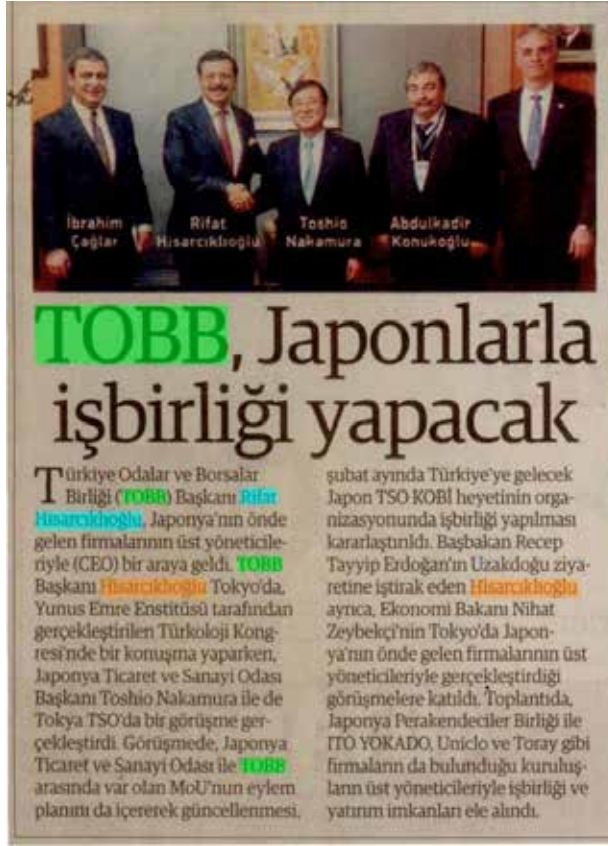 İbrahim Çağlar
Rifat Hisarcıklıoğlu
Toshio Nakamura
Abdulkadir Konukoğlu
TOBB, Japonlarla
işbirliği yapacak
Türkiye Odalar ve Borsalar
Birliği (TOBB) Başkanı Rifat
Hisarcıklıoğlu, Japonya'nın önde
gelen firmalarının üst yöneticile-
riyle (CEO) bir araya geldi. TOBB
Başkanı Hisarcıklıoğlu Tokyo'da,
Yunus Emre Enstitüsü tarafından
gerçekleştirilen Türkoloji Kong-
resi'nde bir konuşma yaparken,
Japonya Ticaret ve Sanayi Odası
Başkanı Toshio Nakamura ile de
Tokya TSO'da bir görüşme ger-
çekleştirdi. Görüşmede, Japonya
Ticaret ve Sanayi Odası ile TOBB
arasında var olan MoU'nun eylem
planını da içererek güncellenmesi,
şubat ayında Türkiye'ye gelecek
Japon TSO KOBİ heyetinin orga-
nizasyonunda işbirliği yapılması
kararlaştırıldı. Başbakan Recep
Tayyip Erdoğan'ın Uzakdoğu ziya-
retine iştirak eden Hisarcıklıoğlu
ayrıca, Ekonomi Bakanı Nihat
Zeybekçi'nin Tokyo'da Japon-
ya'nın önde gelen firmalarının üst
yöneticileriyle gerçekleştirdiği
görüşmelere katıldı. Toplantıda,
Japonya Perakendeciler Birliği ile
ITO YOKADO, Uniclo ve Toray gibi
firmaların da bulunduğu kuruluş-
ların üst yöneticileriyle işbirliği ve
yatırım imkanları ele alındı.